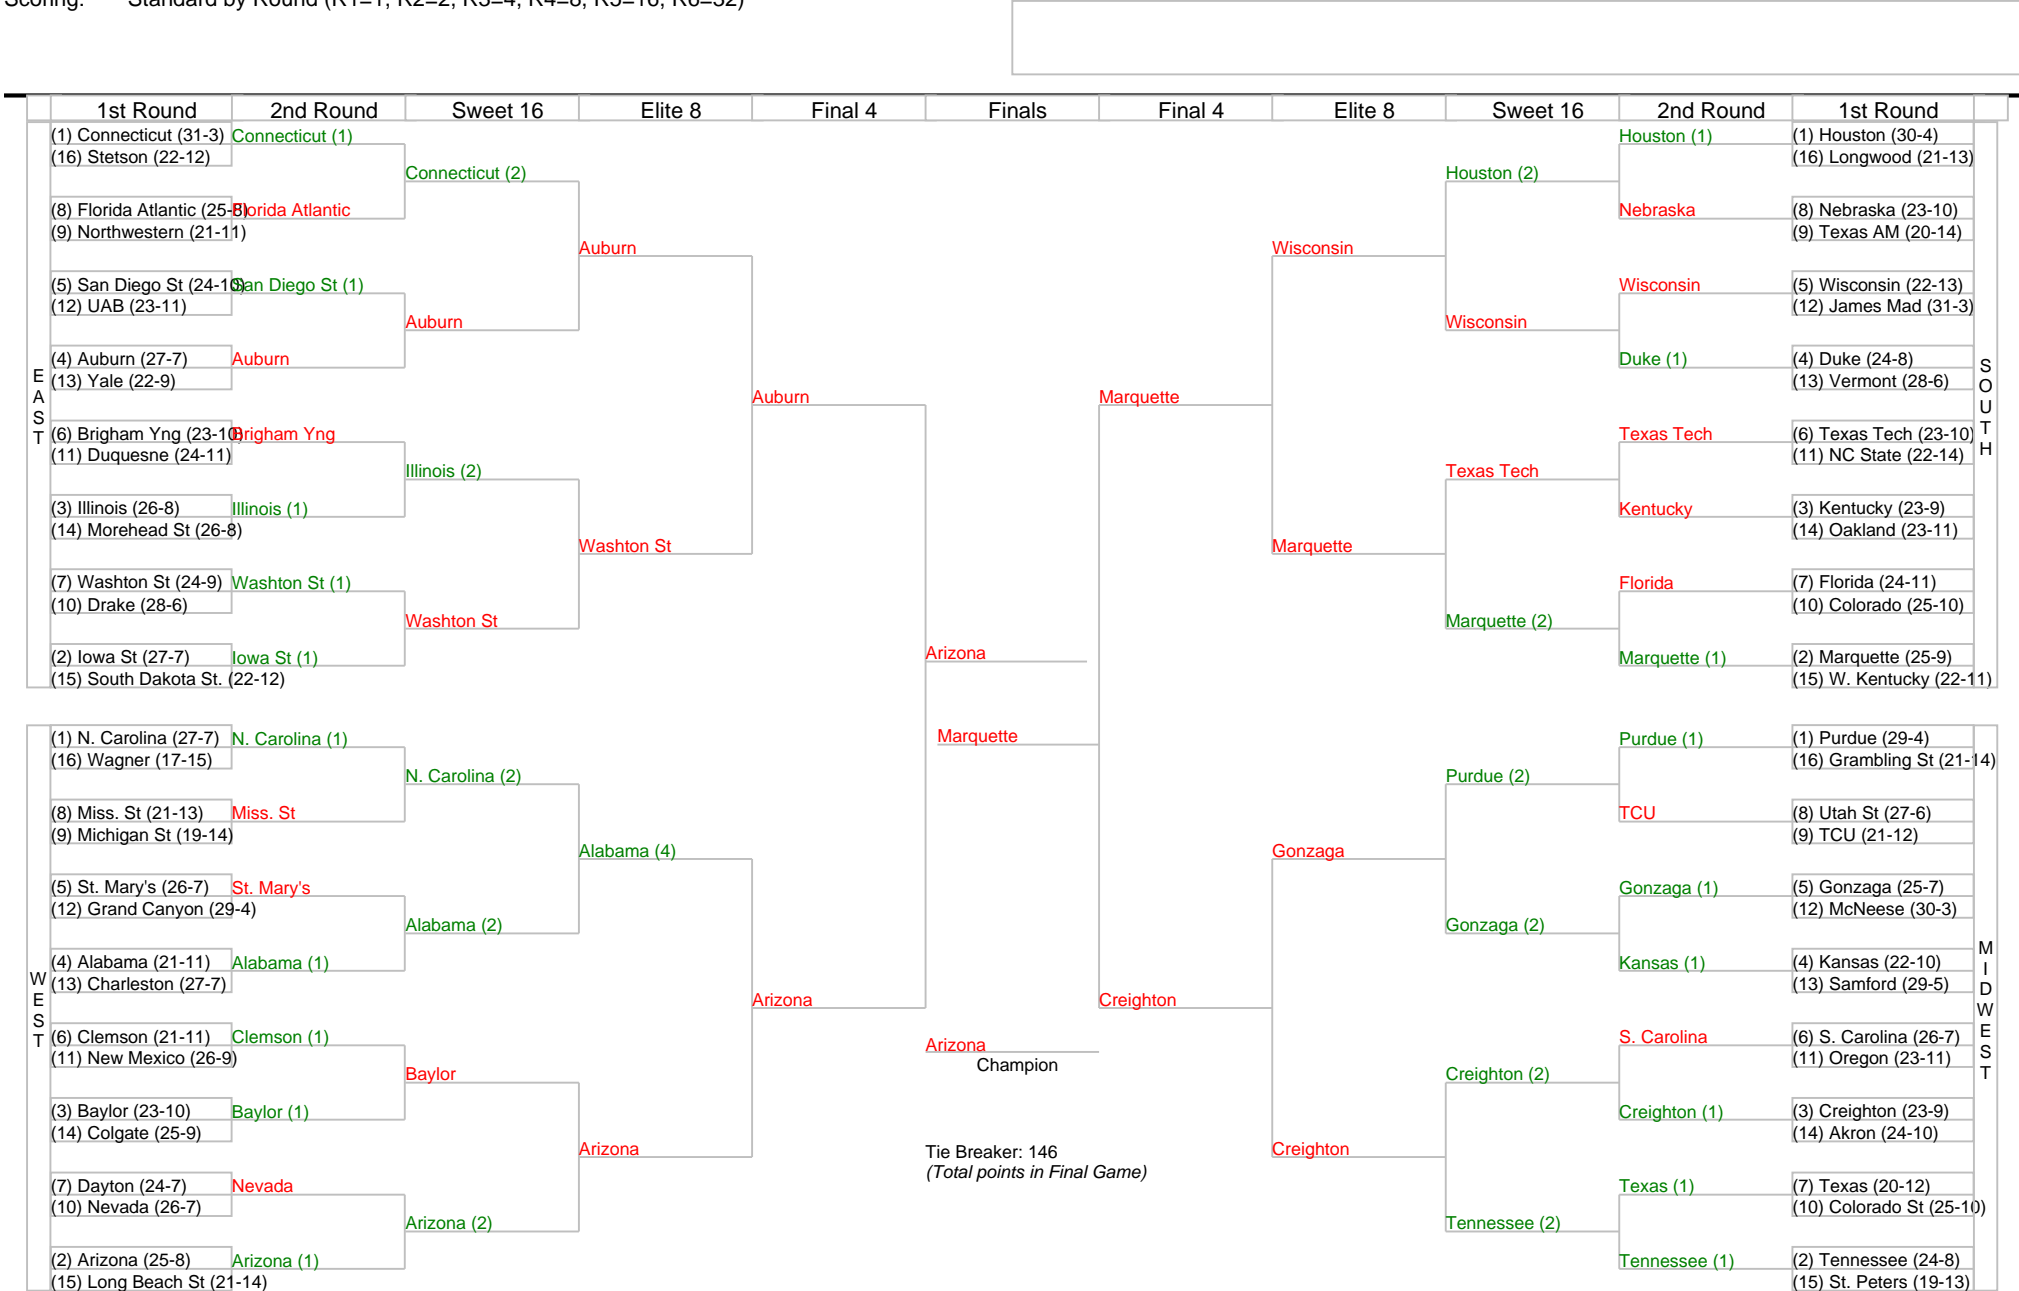 Scoring: Standard by Round (R1=1, R2=2, R3=4, R4=8, R5=16, R6=32)
1st Round 2nd Round Sweet 16 Elite 8 Final 4 Finals Final 4 Elite 8 Sweet 16 2nd Round 1st Round
EAST
(1) Connecticut (31-3)
(16) Stetson (22-12)
(8) Florida Atlantic (25-8)
(9) Northwestern (21-11)
(5) San Diego St (24-10)
(12) UAB (23-11)
(4) Auburn (27-7)
(13) Yale (22-9)
(6) Brigham Yng (23-10)
(11) Duquesne (24-11)
(3) Illinois (26-8)
(14) Morehead St (26-8)
(7) Washton St (24-9)
(10) Drake (28-6)
(2) Iowa St (27-7)
(15) South Dakota St. (22-12)
Connecticut (1)
Florida Atlantic
San Diego St (1)
Auburn
Brigham Yng
Illinois (1)
Washton St (1)
Iowa St (1)
Connecticut (2)
Auburn
Illinois (2)
Washton St
Auburn
Washton St
Auburn
WEST
(1) N. Carolina (27-7)
(16) Wagner (17-15)
(8) Miss. St (21-13)
(9) Michigan St (19-14)
(5) St. Mary's (26-7)
(12) Grand Canyon (29-4)
(4) Alabama (21-11)
(13) Charleston (27-7)
(6) Clemson (21-11)
(11) New Mexico (26-9)
(3) Baylor (23-10)
(14) Colgate (25-9)
(7) Dayton (24-7)
(10) Nevada (26-7)
(2) Arizona (25-8)
(15) Long Beach St (21-14)
N. Carolina (1)
Miss. St
St. Mary's
Alabama (1)
Clemson (1)
Baylor (1)
Nevada
Arizona (1)
N. Carolina (2)
Alabama (2)
Baylor
Arizona (2)
Alabama (4)
Arizona
Arizona
Arizona
Marquette
Arizona
Champion
Tie Breaker: 146
(Total points in Final Game)
Marquette
Creighton
Wisconsin
Marquette
Houston (2)
Wisconsin
Texas Tech
Marquette (2)
Houston (1)
Nebraska
Wisconsin
Duke (1)
Texas Tech
Kentucky
Florida
Marquette (1)
(1) Houston (30-4)
(16) Longwood (21-13)
(8) Nebraska (23-10)
(9) Texas AM (20-14)
(5) Wisconsin (22-13)
(12) James Mad (31-3)
(4) Duke (24-8)
(13) Vermont (28-6)
(6) Texas Tech (23-10)
(11) NC State (22-14)
(3) Kentucky (23-9)
(14) Oakland (23-11)
(7) Florida (24-11)
(10) Colorado (25-10)
(2) Marquette (25-9)
(15) W. Kentucky (22-11)
SOUTH
Gonzaga
Creighton
Purdue (2)
Gonzaga (2)
Creighton (2)
Tennessee (2)
Purdue (1)
TCU
Gonzaga (1)
Kansas (1)
S. Carolina
Creighton (1)
Texas (1)
Tennessee (1)
(1) Purdue (29-4)
(16) Grambling St (21-14)
(8) Utah St (27-6)
(9) TCU (21-12)
(5) Gonzaga (25-7)
(12) McNeese (30-3)
(4) Kansas (22-10)
(13) Samford (29-5)
(6) S. Carolina (26-7)
(11) Oregon (23-11)
(3) Creighton (23-9)
(14) Akron (24-10)
(7) Texas (20-12)
(10) Colorado St (25-10)
(2) Tennessee (24-8)
(15) St. Peters (19-13)
MIDWEST